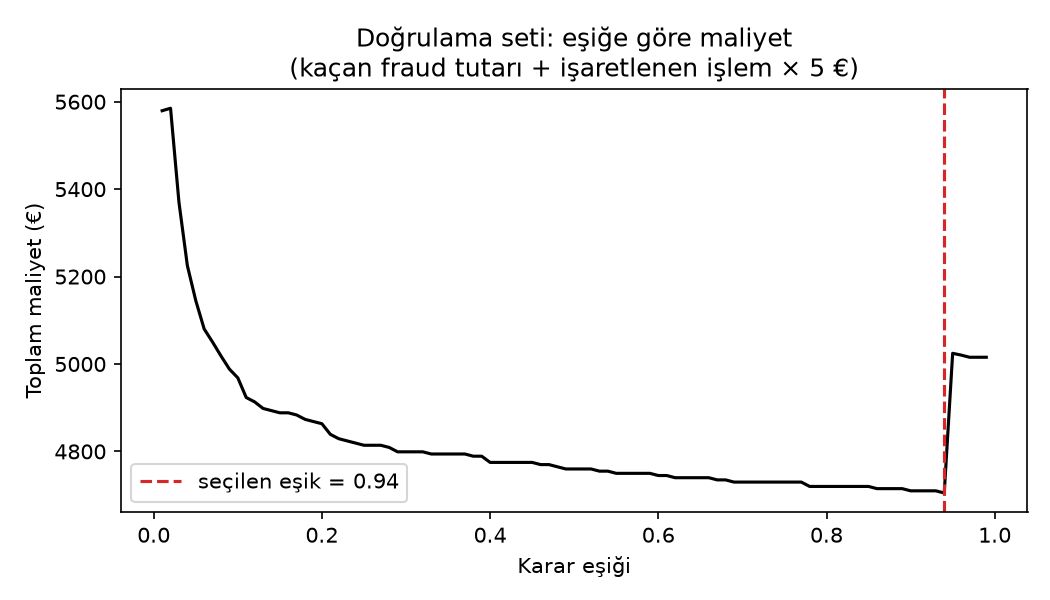 Doğrulama seti: eşiğe göre maliyet
(kaçan fraud tutarı + işaretlenen işlem × 5 €)
Toplam maliyet (€)
5600
5400
5200
5000
4800
seçilen eşik = 0.94
0.0 0.2 0.4 0.6 0.8 1.0
Karar eşiği